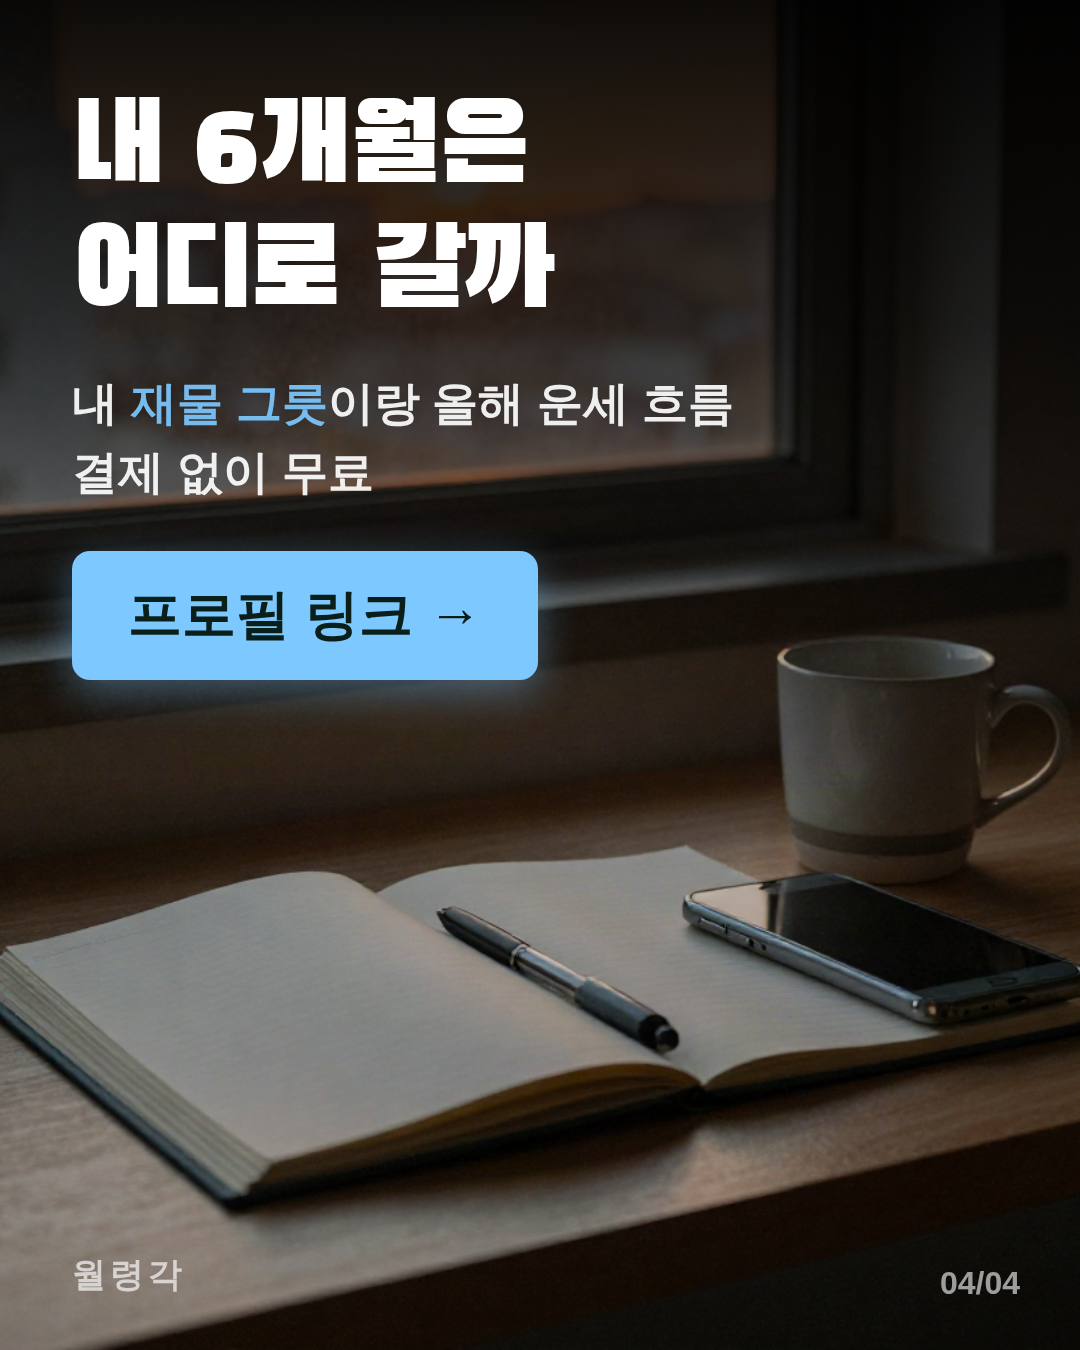 내 6개월은
어디로 갈까
내 재물 그릇이랑 올해 운세 흐름
결제 없이 무료
프로필 링크 →
월령각
04/04